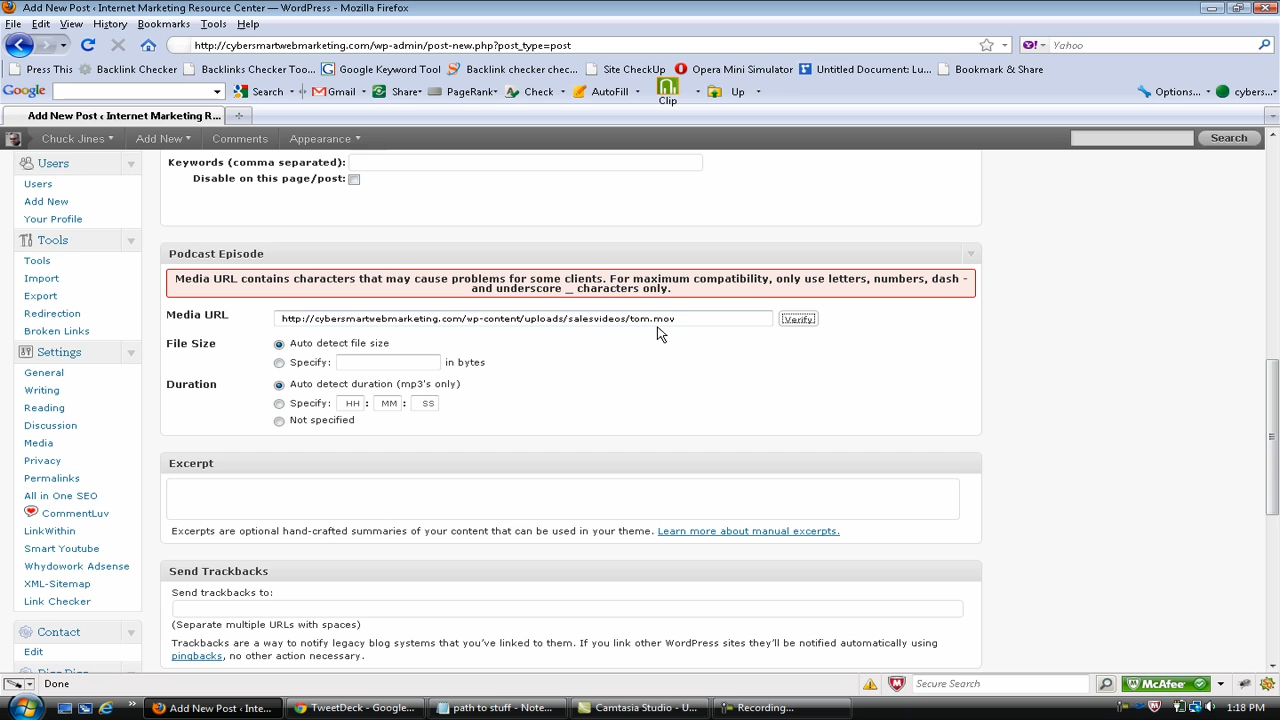 Add New Post ‹ Internet Marketing Resource Center — WordPress - Mozilla Firefox
File Edit View History Bookmarks Tools Help
http://cybersmartwebmarketing.com/wp-admin/post-new.php?post_type=post
Yahoo
Press This Backlink Checker Backlinks Checker Too... Google Keyword Tool Backlink checker chec... Site CheckUp Opera Mini Simulator Untitled Document: Lu... Bookmark & Share
Google Search Gmail Share PageRank Check AutoFill Clip Up Options... cybers...
Add New Post ‹ Internet Marketing R...
Chuck Jines Add New Comments Appearance Search
Users
Users
Add New
Your Profile
Tools
Tools
Import
Export
Redirection
Broken Links
Settings
General
Writing
Reading
Discussion
Media
Privacy
Permalinks
All in One SEO
CommentLuv
LinkWithin
Smart Youtube
Whydowork Adsense
XML-Sitemap
Link Checker
Contact
Edit
Keywords (comma separated):
Disable on this page/post:
Podcast Episode
Media URL contains characters that may cause problems for some clients. For maximum compatibility, only use letters, numbers, dash -
and underscore _ characters only.
Media URL http://cybersmartwebmarketing.com/wp-content/uploads/salesvideos/tom.mov Verify
File Size Auto detect file size
Specify: in bytes
Duration Auto detect duration (mp3's only)
Specify: HH : MM : SS
Not specified
Excerpt
Excerpts are optional hand-crafted summaries of your content that can be used in your theme. Learn more about manual excerpts.
Send Trackbacks
Send trackbacks to:
(Separate multiple URLs with spaces)
Trackbacks are a way to notify legacy blog systems that you've linked to them. If you link other WordPress sites they'll be notified automatically using
pingbacks, no other action necessary.
Done Secure Search McAfee
Add New Post ‹ Int... TweetDeck - Google... path to stuff - Note... Camtasia Studio - U... Recording... 1:18 PM